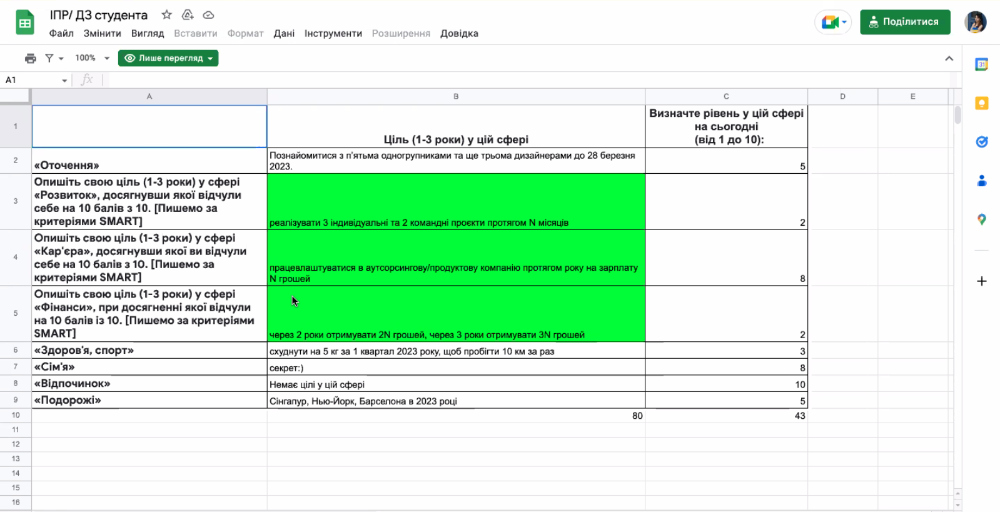 ІПР/ ДЗ студента
Файл Змінити Вигляд Вставити Формат Дані Інструменти Розширення Довідка
Поділитися
100% Лише перегляд
31
A1 fx
A B C D E
1
Ціль (1-3 роки) у цій сфері
Визначте рівень у цій сфері
на сьогодні
(від 1 до 10):
2
«Оточення»
Познайомитися з п'ятьма одногрупниками та ще трьома дизайнерами до 28 березня
2023.
5
3
Опишіть свою ціль (1-3 роки) у сфері
«Розвиток», досягнувши якої відчули
себе на 10 балів з 10. [Пишемо за
критеріями SMART]
реалізувати 3 індивідуальні та 2 командні проєкти протягом N місяців
2
4
Опишіть свою ціль (1-3 роки) у сфері
«Кар'єра», досягнувши якої ви відчули
себе на 10 балів з 10. [Пишемо за
критеріями SMART]
працевлаштуватися в аутсорсингову/продуктову компанію протягом року на зарплату
N грошей
8
5
Опишіть свою ціль (1-3 роки) у сфері
«Фінанси», при досягненні якої відчули
на 10 балів із 10. [Пишемо за критеріями
SMART]
через 2 роки отримувати 2N грошей, через 3 роки отримувати 3N грошей
2
6 «Здоров'я, спорт» схуднути на 5 кг за 1 квартал 2023 року, щоб пробігти 10 км за раз 3
7 «Сім'я» секрет:) 8
8 «Відпочинок» Немає цілі у цій сфері 10
9 «Подорожі» Сінгапур, Нью-Йорк, Барселона в 2023 році 5
10 80 43
11
12
13
14
15
16